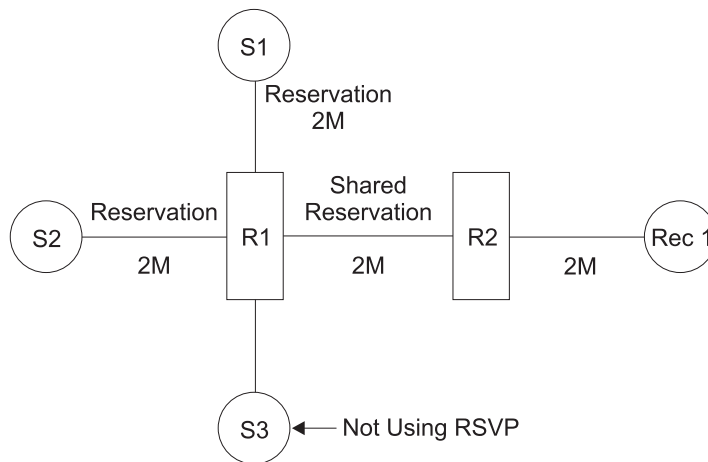 S1
Reservation
2M
Shared
Reservation
Reservation
S2
R1
R2
Rec 1
2M
2M
2M
S3
Not Using RSVP